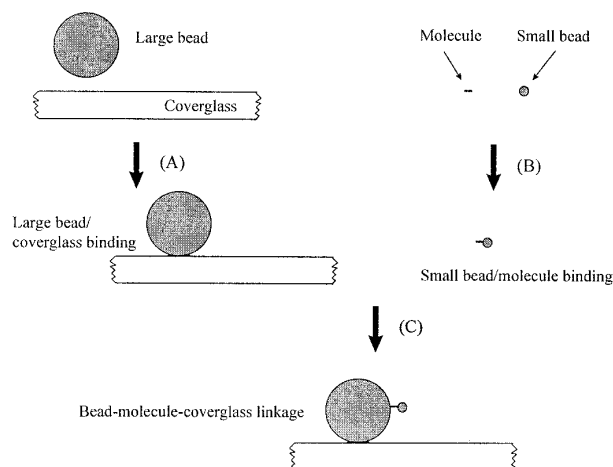 Large bead
Coverglass
Molecule
Small bead
(A)
(B)
Large bead/
coverglass binding
Small bead/molecule binding
(C)
Bead-molecule-coverglass linkage